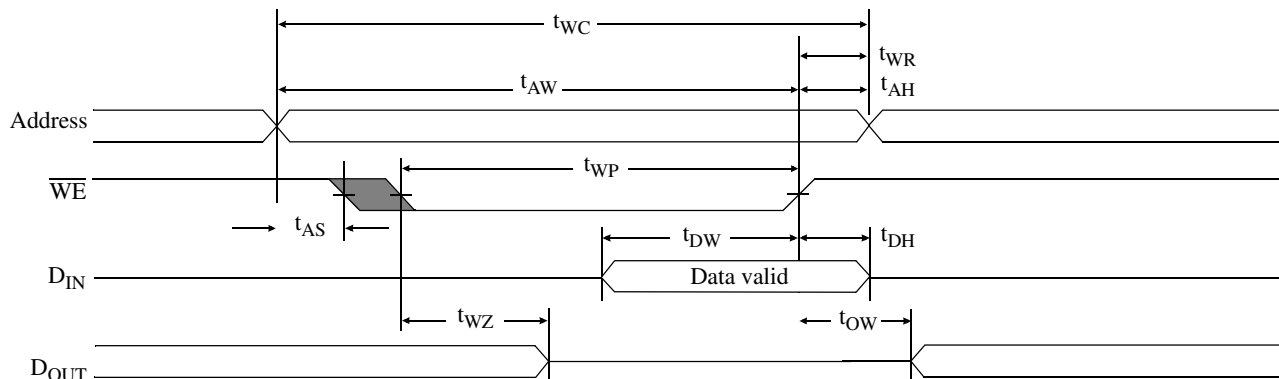 tWC
tWR
tAW
tAH
Address
tWP
WE
tAS
tDW
tDH
DIN
Data valid
tWZ
tOW
DOUT